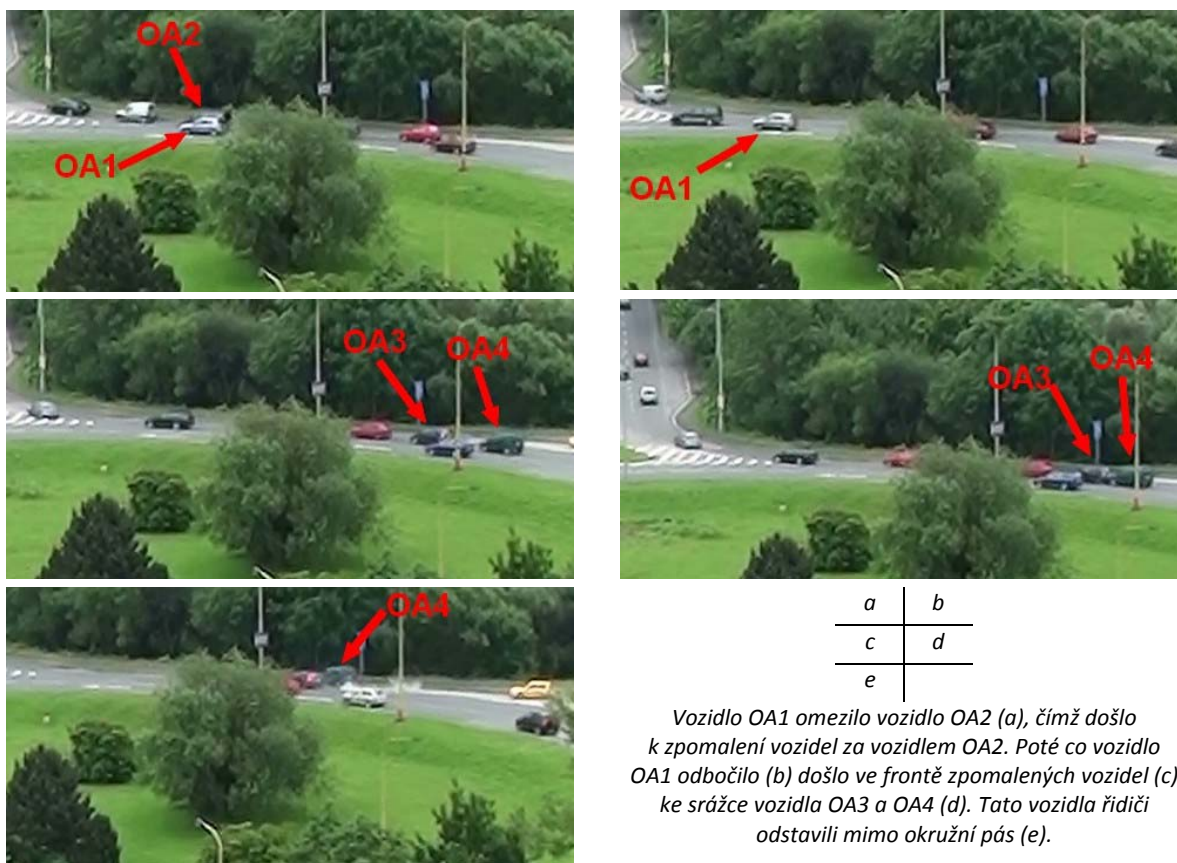 OA2
OA1
OA1
OA3
OA4
OA3
OA4
OA4
a b
c d
e
Vozidlo OA1 omezilo vozidlo OA2 (a), čímž došlo
k zpomalení vozidel za vozidlem OA2. Poté co vozidlo
OA1 odbočilo (b) došlo ve frontě zpomalených vozidel (c)
ke srážce vozidla OA3 a OA4 (d). Tato vozidla řidiči
odstavili mimo okružní pás (e).